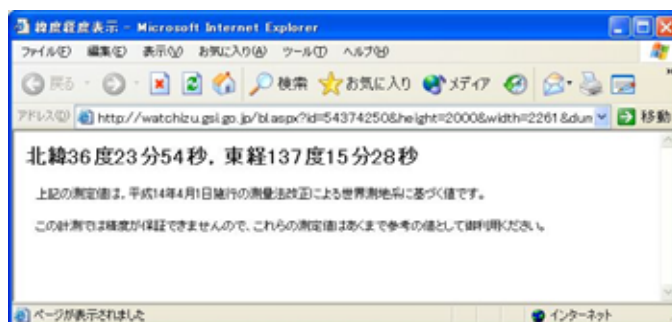 緯度経度表示 - Microsoft Internet Explorer
ファイル(F) 編集(E) 表示(V) お気に入り(A) ツール(T) ヘルプ(H)
戻る 検索 お気に入り メディア
アドレス(D) http://watchizu.gsi.go.jp/bl.aspx?id=54374250&height=2000&width=2261&dun 移動
北緯36度23分54秒，東経137度15分28秒
上記の測定値は，平成14年4月1日施行の測量法改正による世界測地系に基づく値です。
この計測では精度が保証できませんので、これらの測定値はあくまで参考の値として御利用ください。
ページが表示されました インターネット